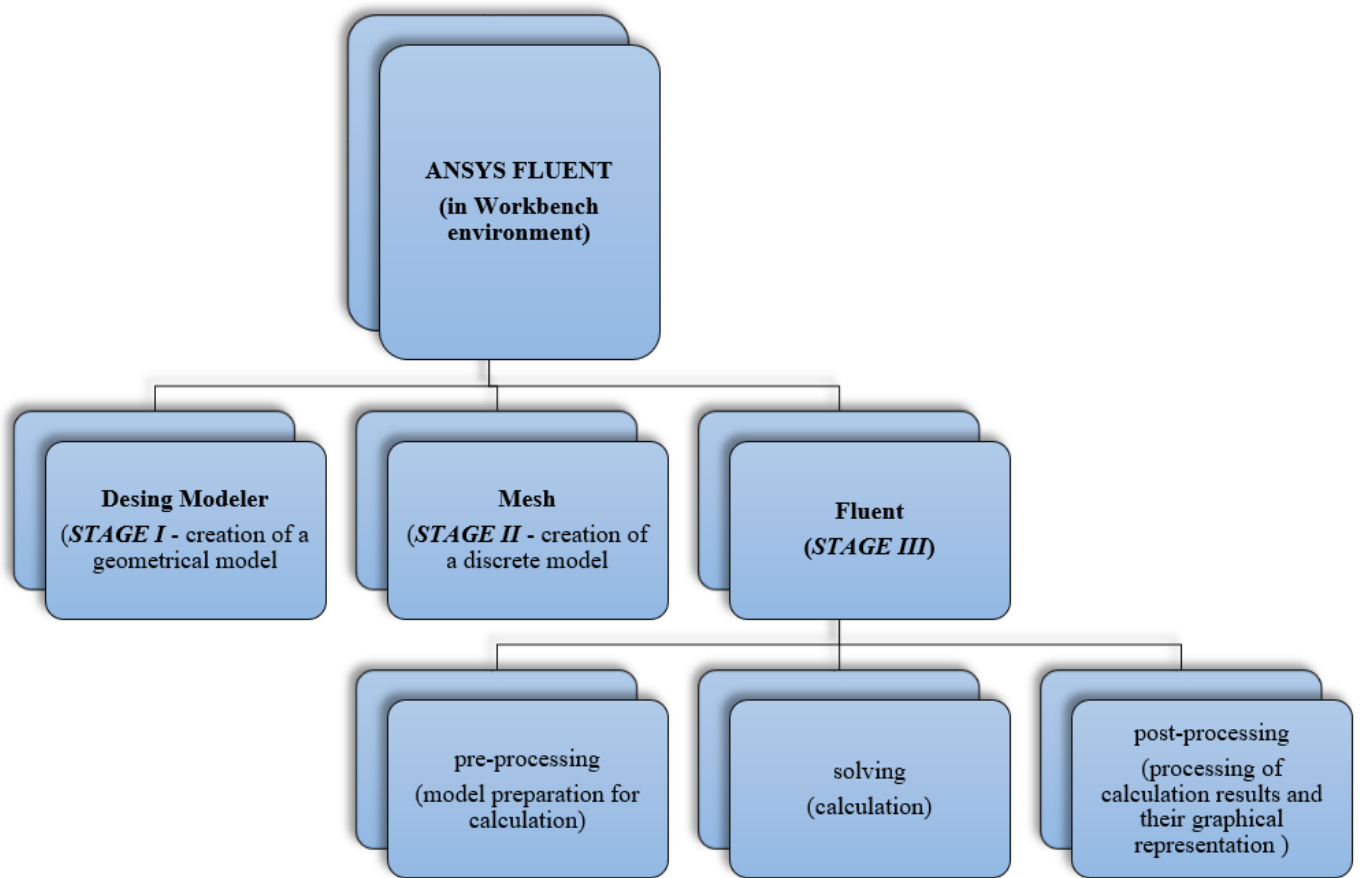 ANSYS FLUENT
(in Workbench
environment)
Desing Modeler
(STAGE I - creation of a
geometrical model
Mesh
(STAGE II - creation of
a discrete model
Fluent
(STAGE III)
pre-processing
(model preparation for
calculation)
solving
(calculation)
post-processing
(processing of
calculation results and
their graphical
representation )